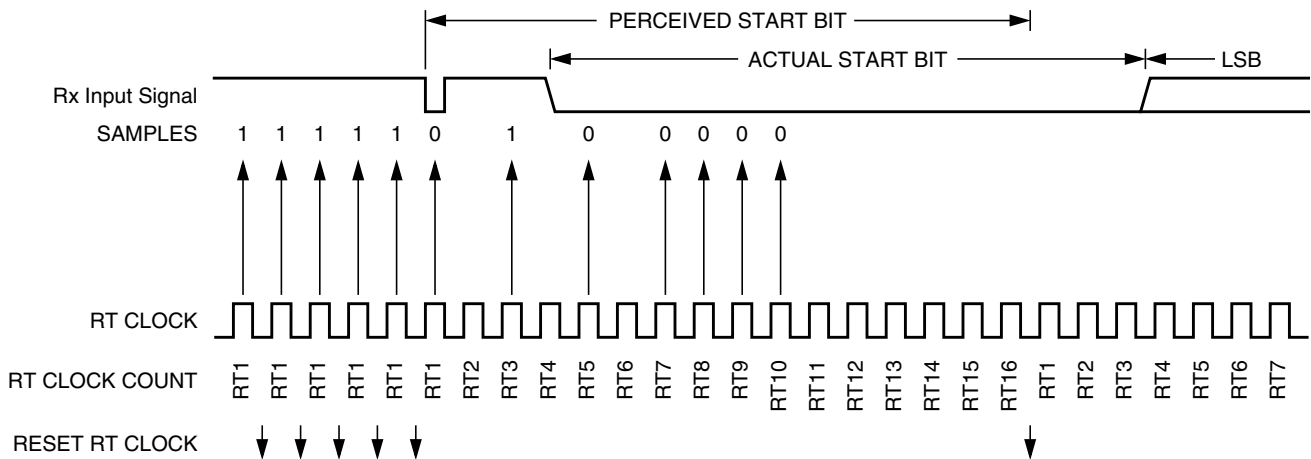 PERCEIVED START BIT
ACTUAL START BIT LSB
Rx Input Signal
SAMPLES 1 1 1 1 1 0 1 0 0 0 0 0
RT CLOCK
RT CLOCK COUNT RT1 RT1 RT1 RT1 RT1 RT1 RT2 RT3 RT4 RT5 RT6 RT7 RT8 RT9 RT10 RT11 RT12 RT13 RT14 RT15 RT16 RT1 RT2 RT3 RT4 RT5 RT6 RT7
RESET RT CLOCK